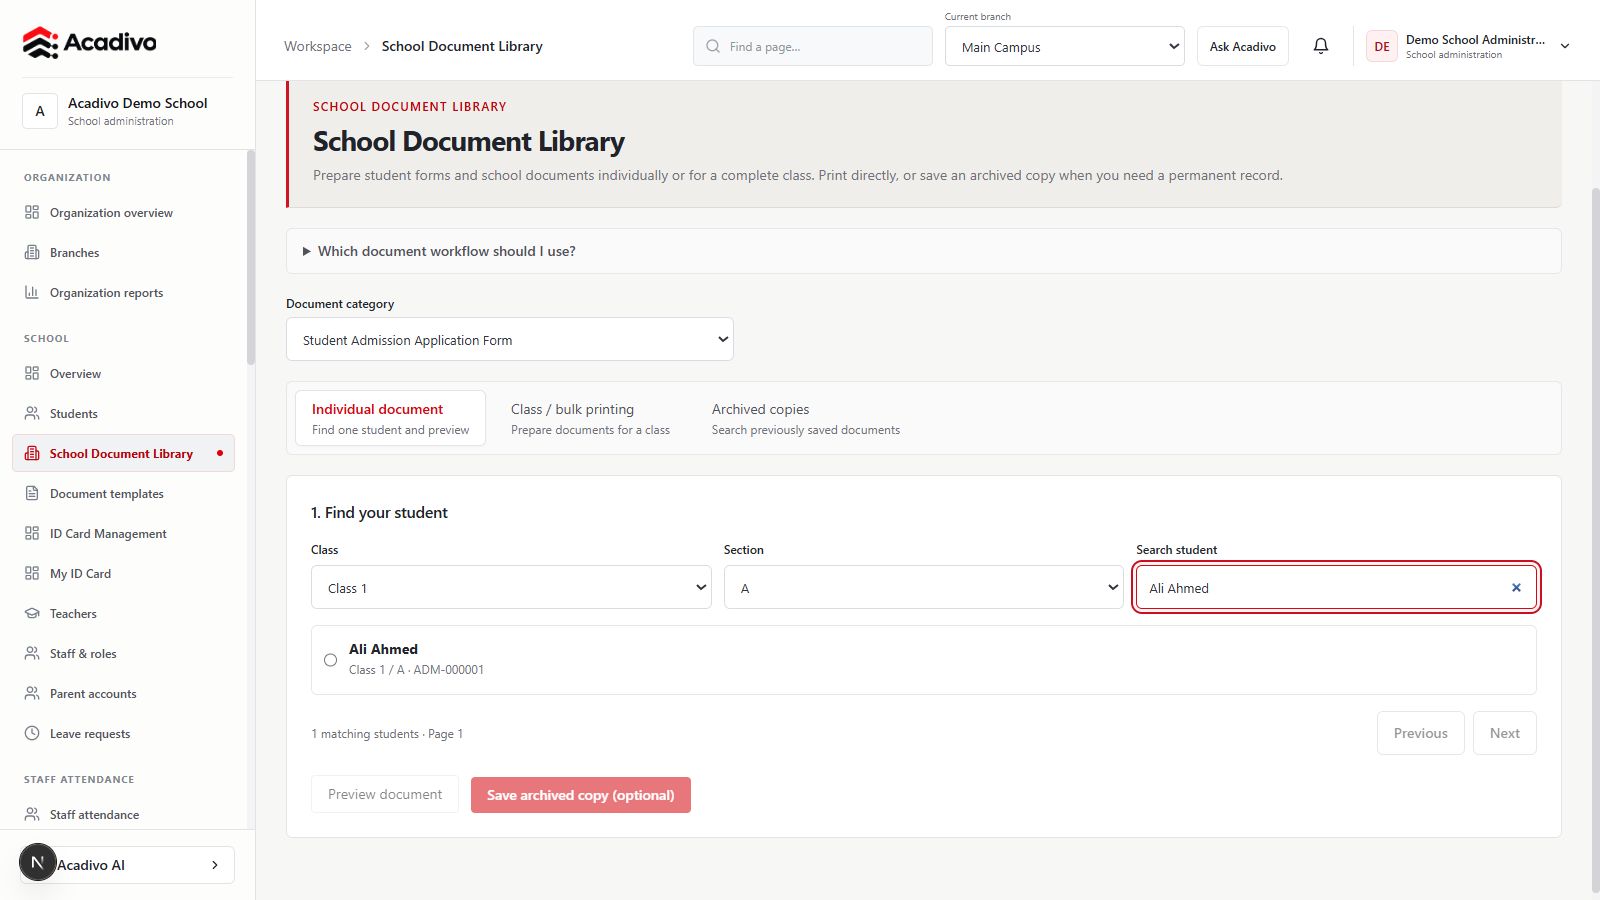 Acadivo
Acadivo Demo School
School administration
A
ORGANIZATION
Organization overview
Branches
Organization reports
SCHOOL
Overview
Students
School Document Library
Document templates
ID Card Management
My ID Card
Teachers
Staff & roles
Parent accounts
Leave requests
STAFF ATTENDANCE
Staff attendance
N
Acadivo AI
Workspace
School Document Library
Find a page...
Current branch
Main Campus
Ask Acadivo
DE
Demo School Administr...
School administration
SCHOOL DOCUMENT LIBRARY
School Document Library
Prepare student forms and school documents individually or for a complete class. Print directly, or save an archived copy when you need a permanent record.
Which document workflow should I use?
Document category
Student Admission Application Form
Individual document
Find one student and preview
Class / bulk printing
Prepare documents for a class
Archived copies
Search previously saved documents
1. Find your student
Class
Class 1
Section
A
Search student
Ali Ahmed
Ali Ahmed
Class 1 / A · ADM-000001
1 matching students · Page 1
Previous
Next
Preview document
Save archived copy (optional)